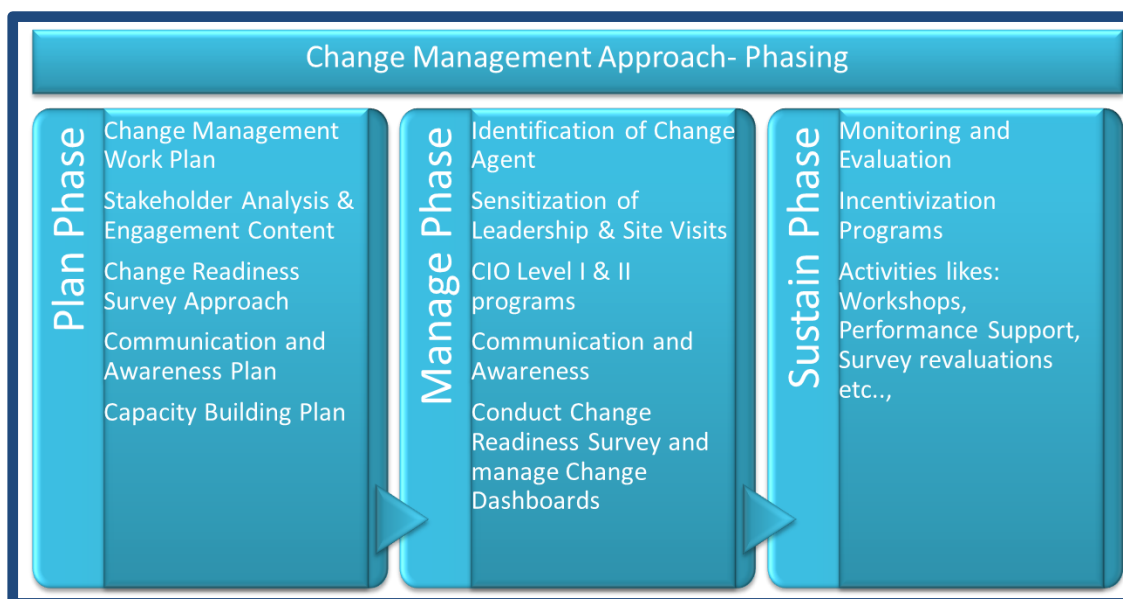 Change Management Approach- Phasing
Plan Phase
Change Management
Work Plan
Stakeholder Analysis &
Engagement Content
Change Readiness
Survey Approach
Communication and
Awareness Plan
Capacity Building Plan
Manage Phase
Identification of Change
Agent
Sensitization of
Leadership & Site Visits
CIO Level I & II
programs
Communication and
Awareness
Conduct Change
Readiness Survey and
manage Change
Dashboards
Sustain Phase
Monitoring and
Evaluation
Incentivization
Programs
Activities likes:
Workshops,
Performance Support,
Survey revaluations
etc..,